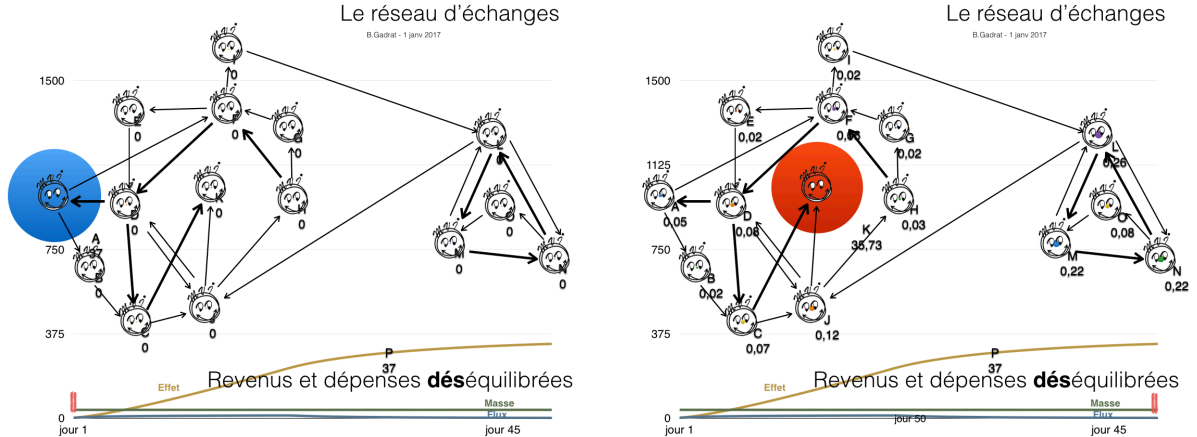 Le réseau d'échanges
B.Gadrat - 1 janv 2017
I
0
1500
E
0
F
0
G
0
L
0
1125
K
0
D
0
H
0
O
0
A
37
750
B
0
M
0
N
0
J
0
C
0
375
P
37
Revenus et dépenses déséquilibrées
Effet
Masse
Flux
0
jour 1
jour 45
Le réseau d'échanges
B.Gadrat - 1 janv 2017
I
0,02
1500
E
0,02
F
G
0,02
L
0,26
1125
A
0,05
D
0,08
H
0,03
K
35,73
O
0,08
750
B
0,02
M
0,22
N
0,22
J
0,12
C
0,07
375
P
37
Revenus et dépenses déséquilibrées
Effet
Masse
Flux
0
jour 1
jour 50
jour 45